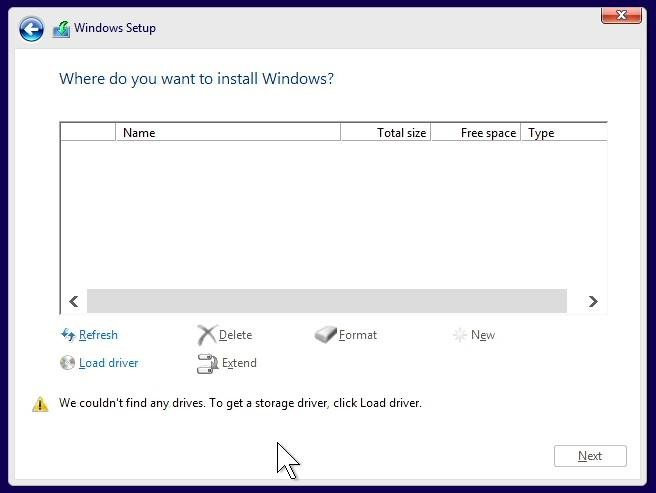 Windows Setup
Where do you want to install Windows?
Name Total size Free space Type
Refresh Delete Format New
Load driver Extend
We couldn't find any drives. To get a storage driver, click Load driver.
Next